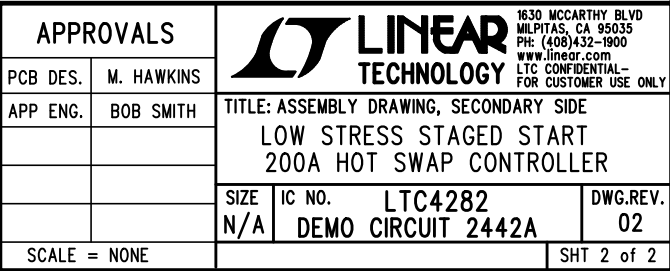 APPROVALS
PCB DES. M. HAWKINS
APP ENG. BOB SMITH
SCALE = NONE
LINEAR
TECHNOLOGY
1630 MCCARTHY BLVD
MILPITAS, CA 95035
PH: (408)432-1900
www.linear.com
LTC CONFIDENTIAL-
FOR CUSTOMER USE ONLY
TITLE: ASSEMBLY DRAWING, SECONDARY SIDE
LOW STRESS STAGED START
200A HOT SWAP CONTROLLER
SIZE
N/A
IC NO. LTC4282
DEMO CIRCUIT 2442A
DWG.REV.
02
SHT 2 of 2